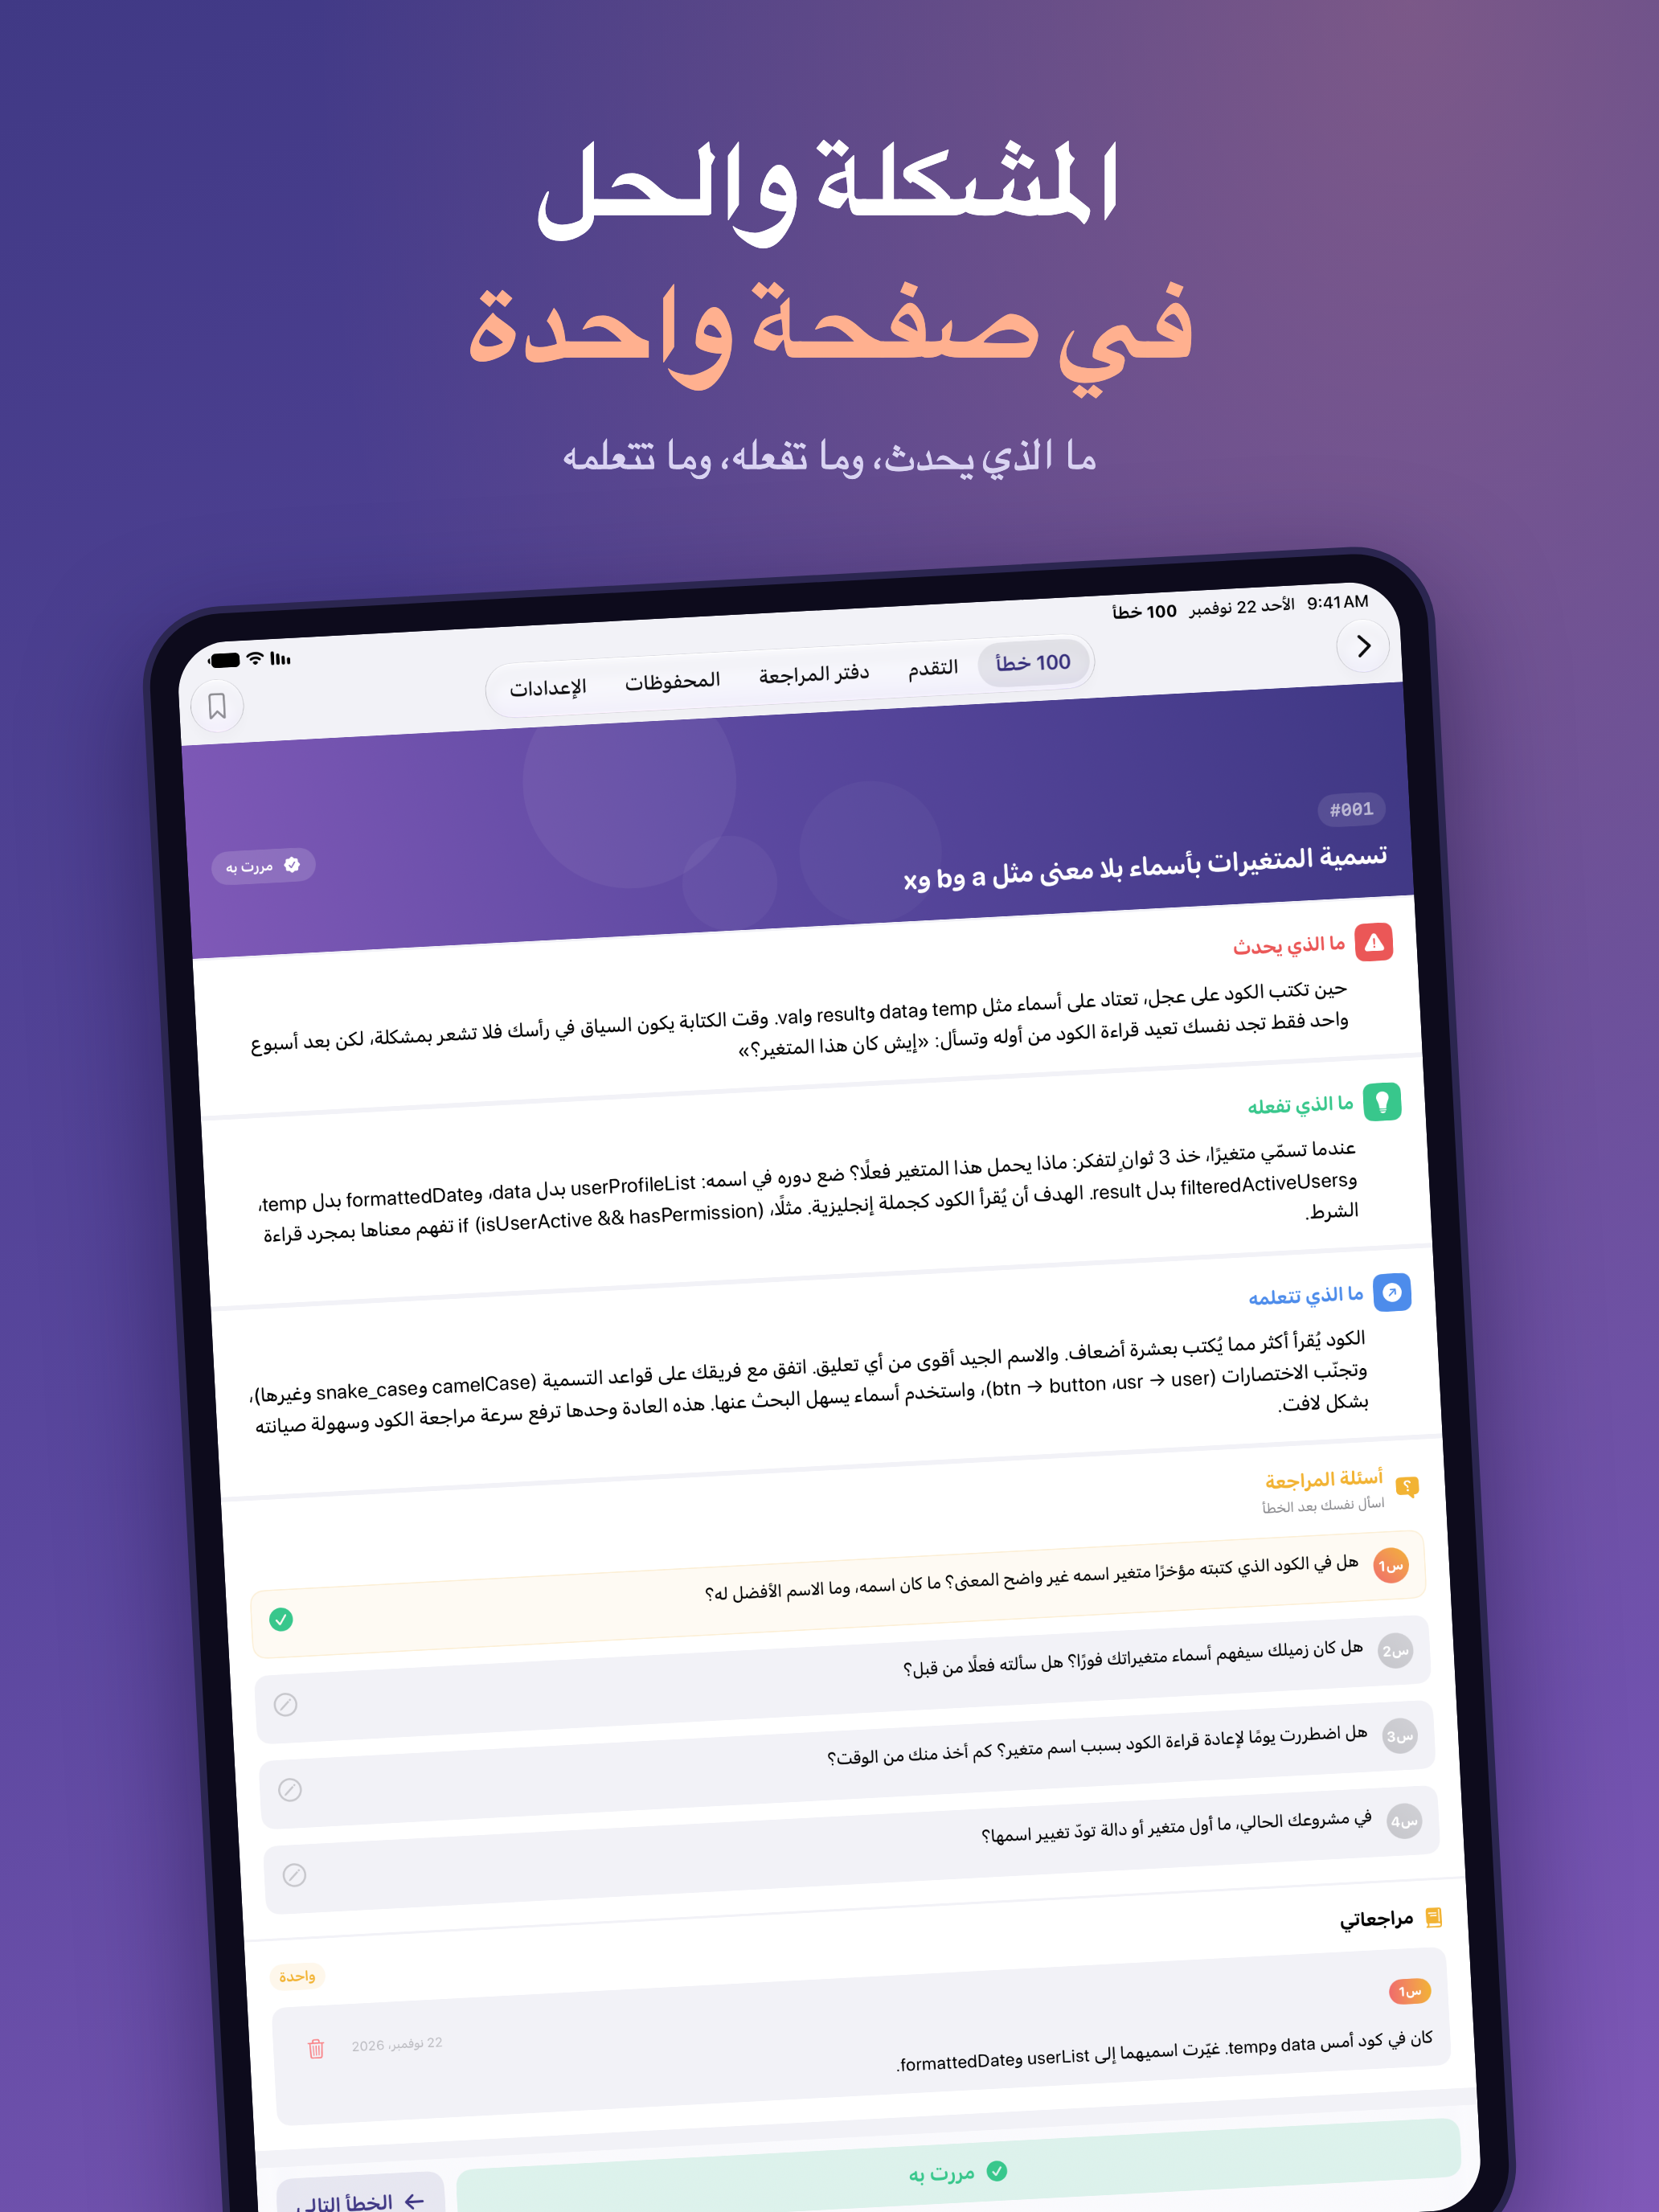 المشكلة والحل
في صفحة واحدة
ما الذي يحدث، وما تفعله، وما تتعلمه
9:41 AM الأحد 22 نوفمبر 100 خطأ
100 خطأ التقدم دفتر المراجعة المحفوظات الإعدادات
#001
تسمية المتغيرات بأسماء بلا معنى مثل a وb وx
مررت به
ما الذي يحدث
حين تكتب الكود على عجل، تعتاد على أسماء مثل temp وdata وresult وval. وقت الكتابة يكون السياق في رأسك فلا تشعر بمشكلة، لكن بعد أسبوع
واحد فقط تجد نفسك تعيد قراءة الكود من أوله وتسأل: «إيش كان هذا المتغير؟»
ما الذي تفعله
عندما تسمّي متغيرًا، خذ 3 ثوانٍ لتفكر: ماذا يحمل هذا المتغير فعلًا؟ ضع دوره في اسمه: userProfileList بدل data، وformattedDate بدل temp،
وfilteredActiveUsers بدل result. الهدف أن يُقرأ الكود كجملة إنجليزية. مثلًا، if (isUserActive && hasPermission) تفهم معناها بمجرد قراءة
الشرط.
ما الذي تتعلمه
الكود يُقرأ أكثر مما يُكتب بعشرة أضعاف. والاسم الجيد أقوى من أي تعليق. اتفق مع فريقك على قواعد التسمية (camelCase وsnake_case وغيرها)،
وتجنّب الاختصارات (btn → button ،usr → user)، واستخدم أسماء يسهل البحث عنها. هذه العادة وحدها ترفع سرعة مراجعة الكود وسهولة صيانته
بشكل لافت.
أسئلة المراجعة
اسأل نفسك بعد الخطأ
س1 هل في الكود الذي كتبته مؤخرًا متغير اسمه غير واضح المعنى؟ ما كان اسمه، وما الاسم الأفضل له؟
س2 هل كان زميلك سيفهم أسماء متغيراتك فورًا؟ هل سألته فعلًا من قبل؟
س3 هل اضطررت يومًا لإعادة قراءة الكود بسبب اسم متغير؟ كم أخذ منك من الوقت؟
س4 في مشروعك الحالي، ما أول متغير أو دالة تودّ تغيير اسمها؟
مراجعاتي
واحدة
س1
كان في كود أمس data وtemp. غيّرت اسميهما إلى userList وformattedDate.
22 نوفمبر، 2026
مررت به
الخطأ التالي